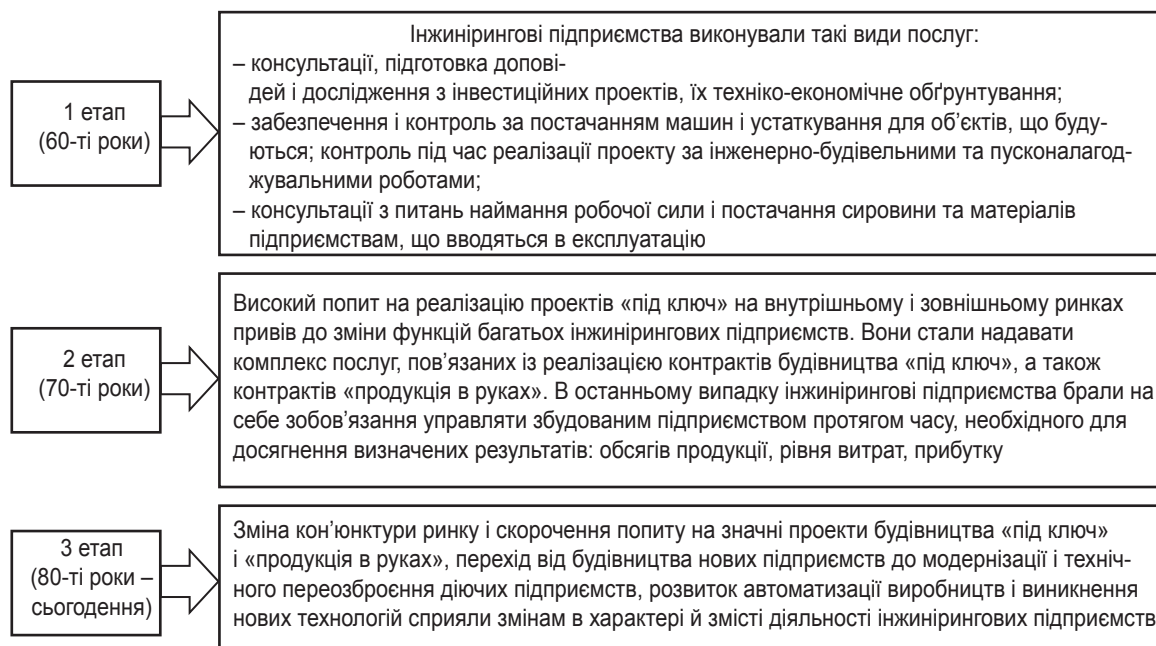 1 етап
(60-ті роки)
Інжинірингові підприємства виконували такі види послуг:
– консультації, підготовка допові-
дей і дослідження з інвестиційних проектів, їх техніко-економічне обґрунтування;
– забезпечення і контроль за постачанням машин і устаткування для об’єктів, що буду-
ються; контроль під час реалізації проекту за інженерно-будівельними та пусконалагод-
жувальними роботами;
– консультації з питань наймання робочої сили і постачання сировини та матеріалів
підприємствам, що вводяться в експлуатацію
2 етап
(70-ті роки)
Високий попит на реалізацію проектів «під ключ» на внутрішньому і зовнішньому ринках
привів до зміни функцій багатьох інжинірингових підприємств. Вони стали надавати
комплекс послуг, пов’язаних із реалізацією контрактів будівництва «під ключ», а також
контрактів «продукція в руках». В останньому випадку інжинірингові підприємства брали на
себе зобов’язання управляти збудованим підприємством протягом часу, необхідного для
досягнення визначених результатів: обсягів продукції, рівня витрат, прибутку
3 етап
(80-ті роки –
сьогодення)
Зміна кон’юнктури ринку і скорочення попиту на значні проекти будівництва «під ключ»
і «продукція в руках», перехід від будівництва нових підприємств до модернізації і техніч-
ного переозброєння діючих підприємств, розвиток автоматизації виробництв і виникнення
нових технологій сприяли змінам в характері й змісті діяльності інжинірингових підприємств